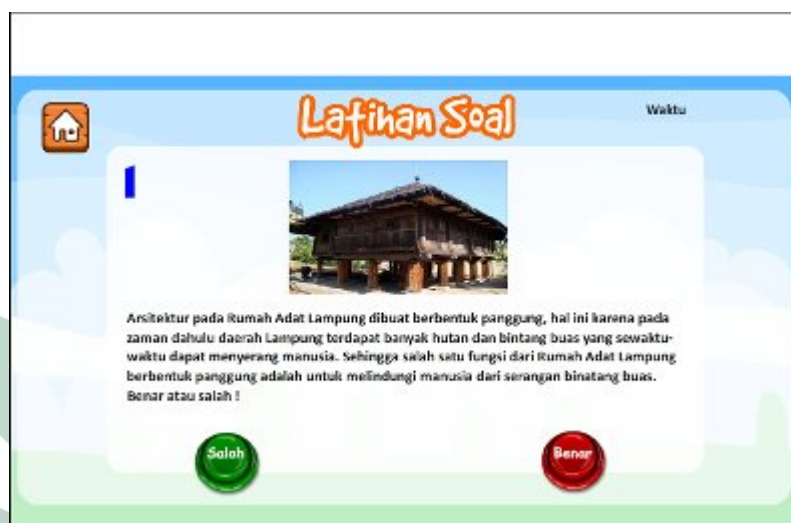 Latihan Soal
Waktu
1
Arsitektur pada Rumah Adat Lampung dibuat berbentuk panggung, hal ini karena pada
zaman dahulu daerah Lampung terdapat banyak hutan dan bintang buas yang sewaktu-
waktu dapat menyerang manusia. Sehingga salah satu fungsi dari Rumah Adat Lampung
berbentuk panggung adalah untuk melindungi manusia dari serangan binatang buas.
Benar atau salah !
Salah
Benar